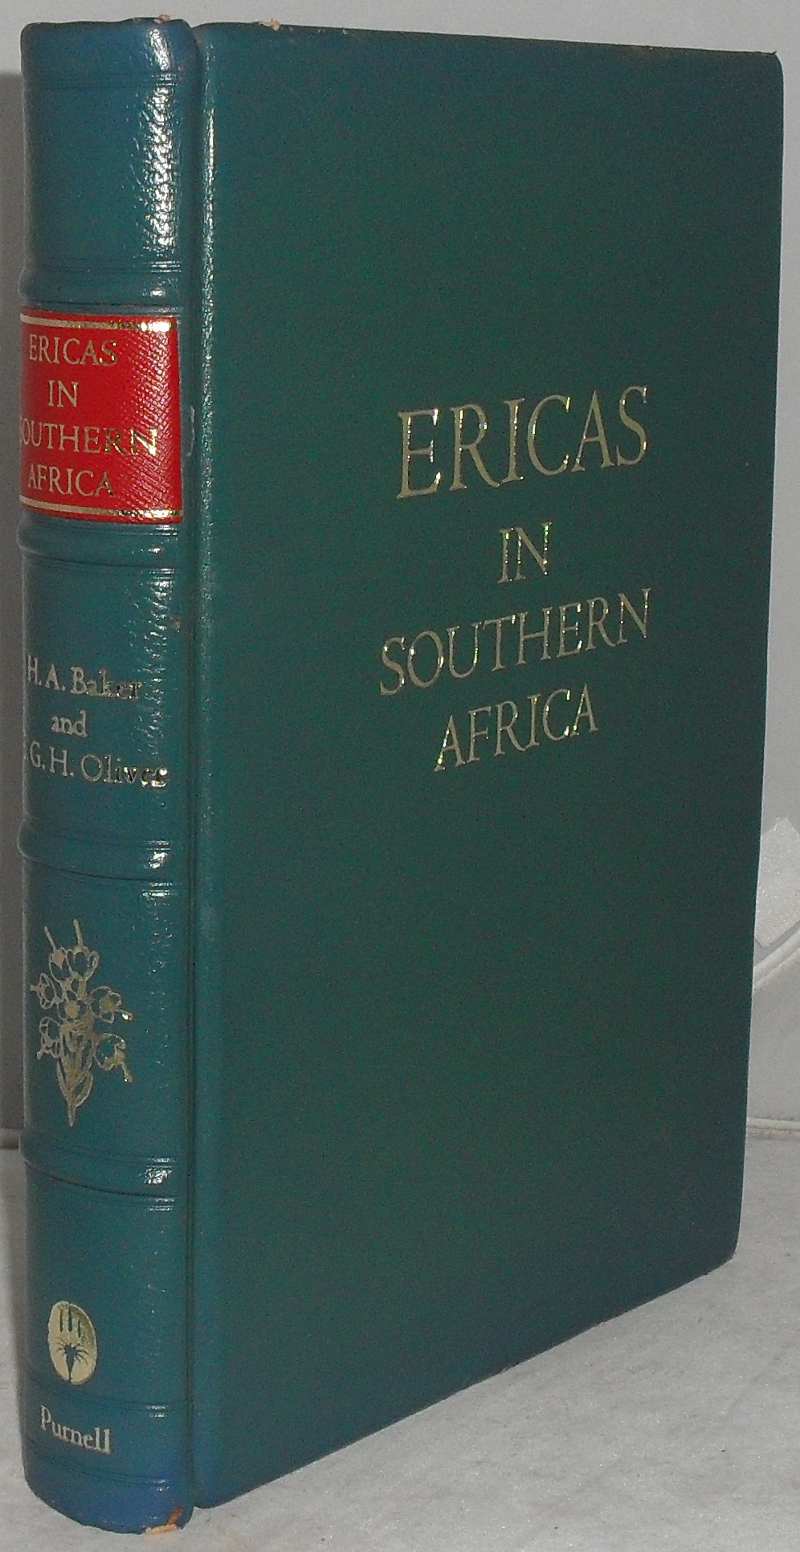 ERICAS
IN
SOUTHERN
AFRICA
H.A. Baker
and
G. H. Oliver
Purnell
ERICAS
IN
SOUTHERN
AFRICA